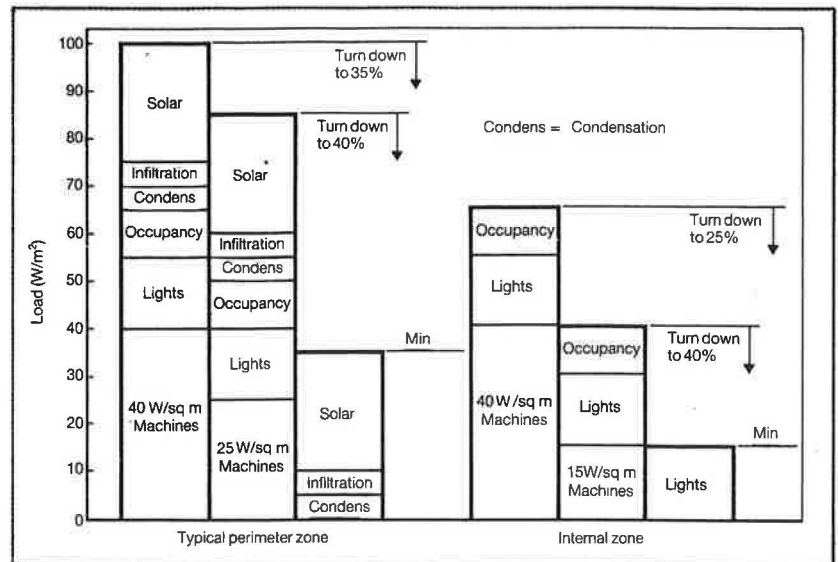 Load (W/m²)
100
90
80
70
60
50
40
30
20
10
0
Solar
Infiltration
Condens
Occupancy
Lights
40 W/sq m
Machines
Solar
Infiltration
Condens
Occupancy
Lights
25 W/sq m
Machines
Solar
Infiltration
Condens
Turn down
to 35%
Turn down
to 40%
Min
Condens = Condensation
Occupancy
Lights
40 W/sq m
Machines
Occupancy
Lights
15W/sq m
Machines
Lights
Turn down
to 25%
Turn down
to 40%
Min
Typical perimeter zone
Internal zone